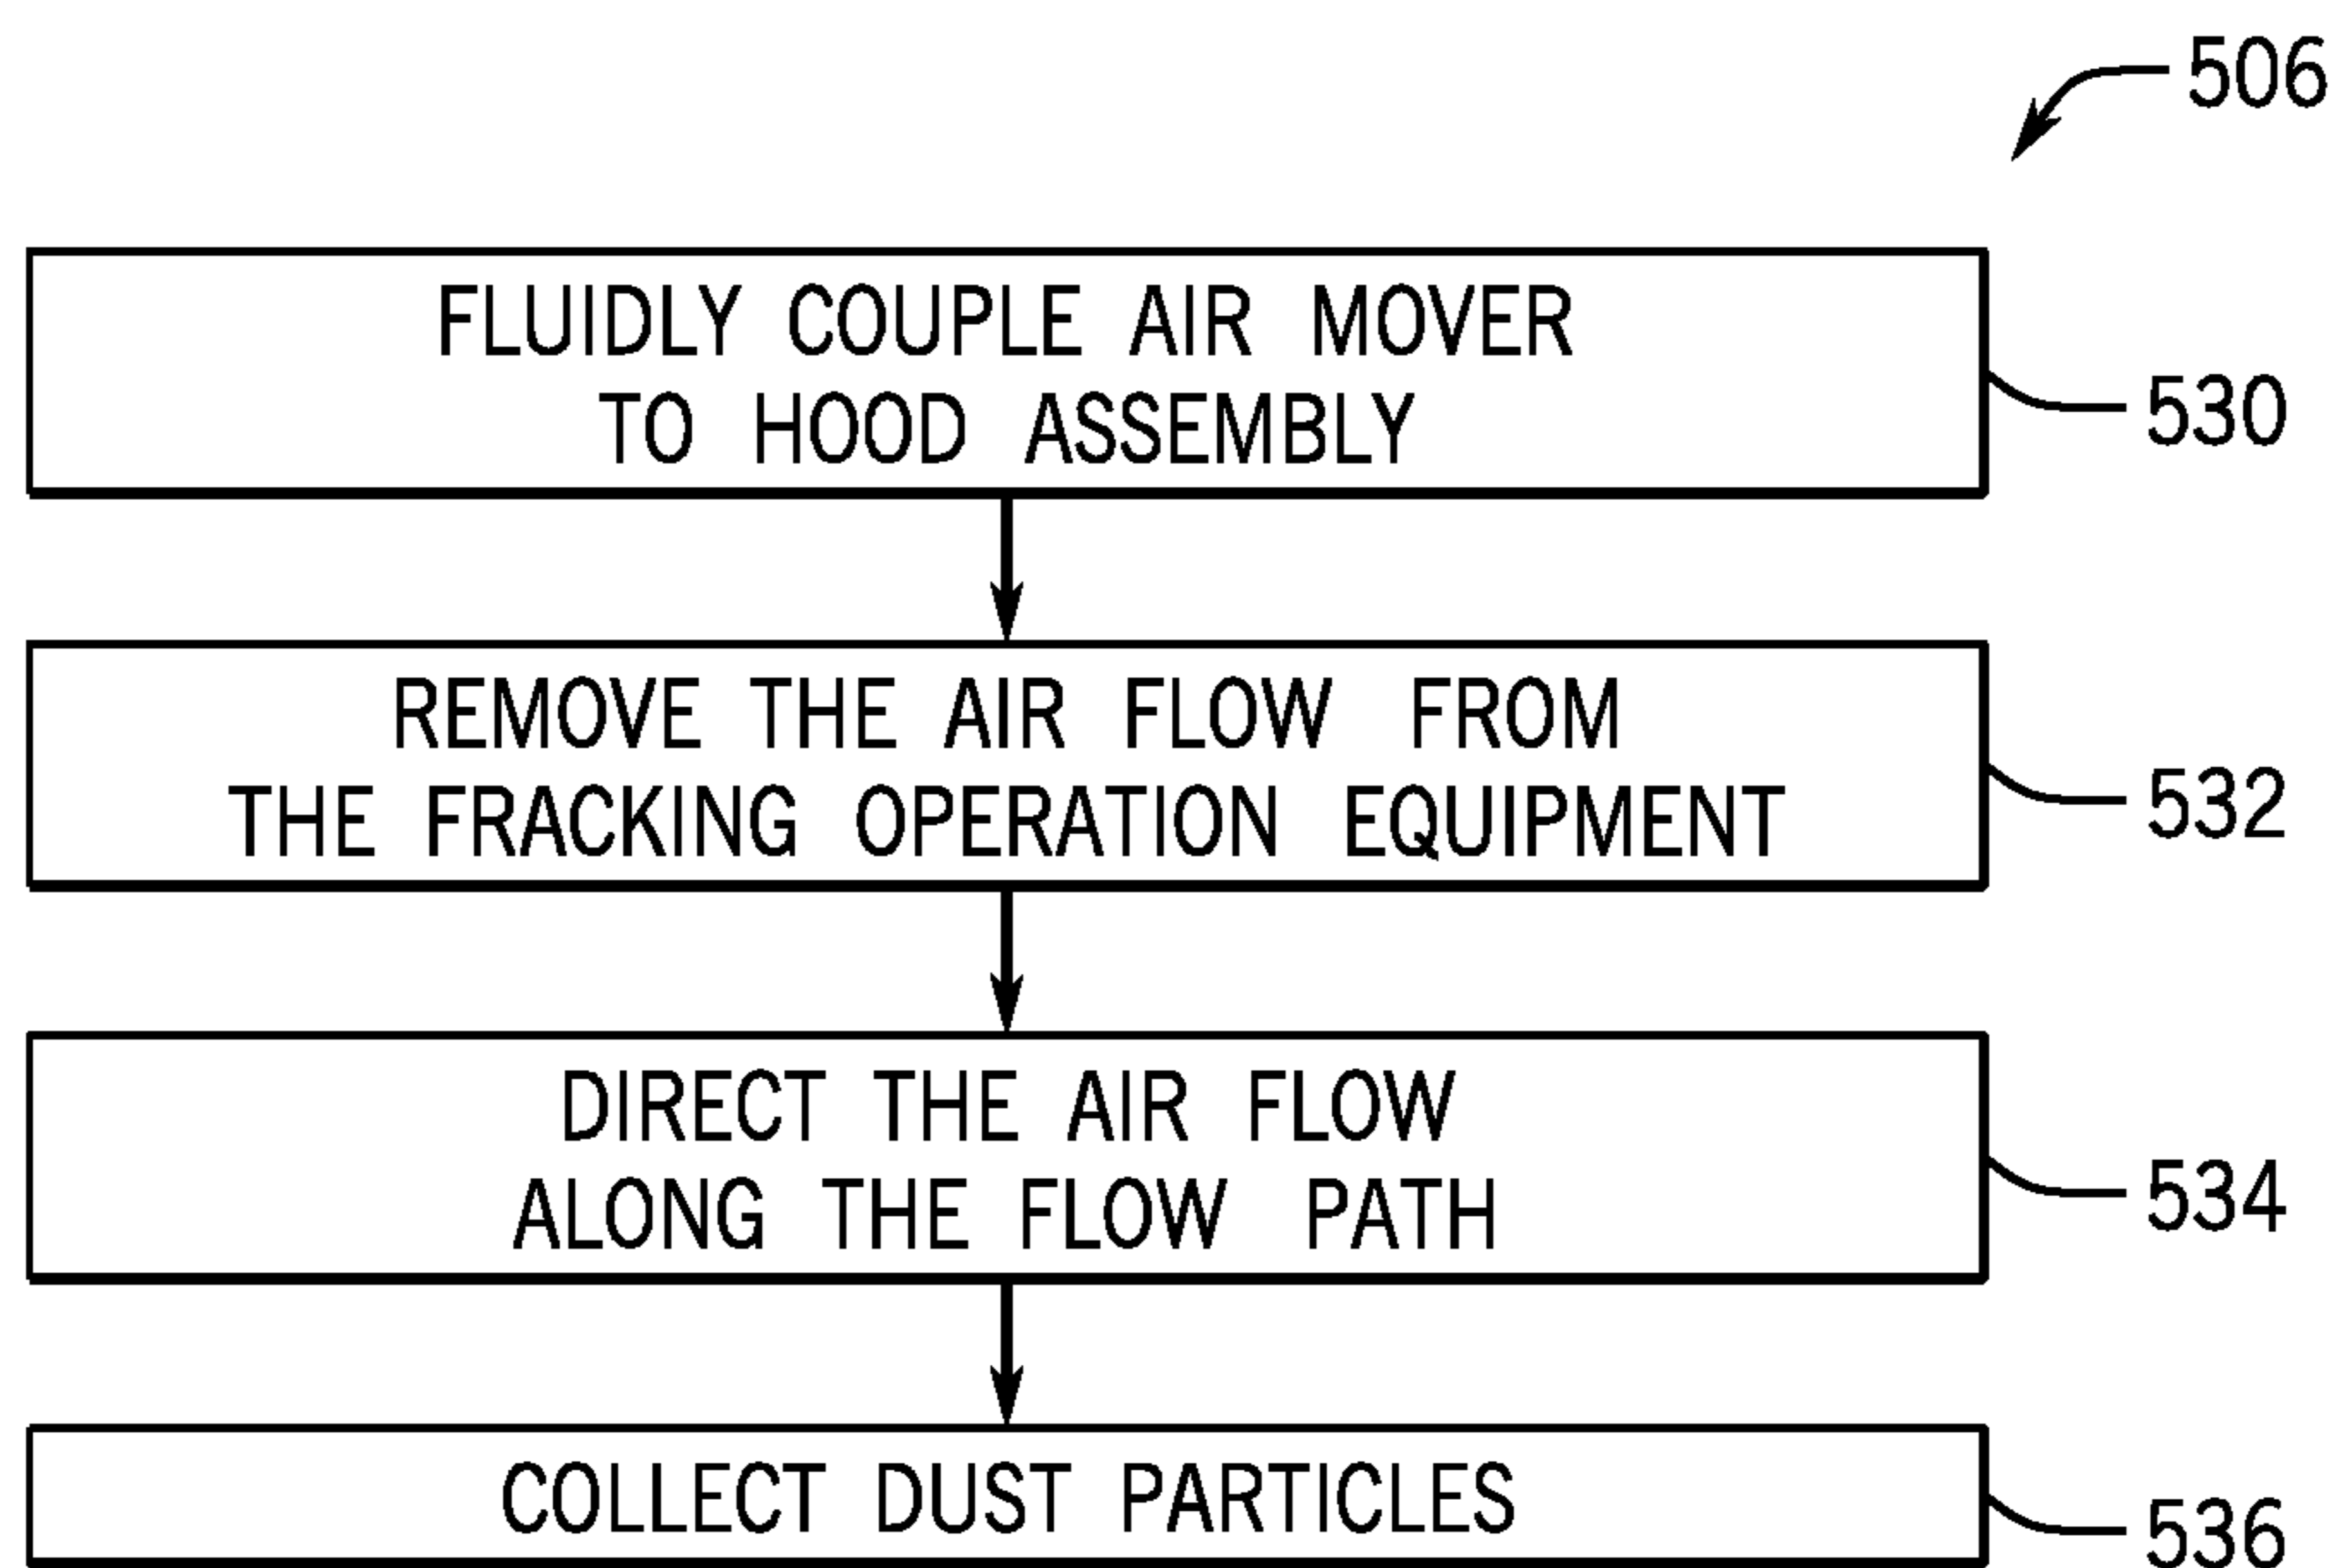 506
FLUIDLY COUPLE AIR MOVER
TO HOOD ASSEMBLY
530
REMOVE THE AIR FLOW FROM
THE FRACKING OPERATION EQUIPMENT
532
DIRECT THE AIR FLOW
ALONG THE FLOW PATH
534
COLLECT DUST PARTICLES
536